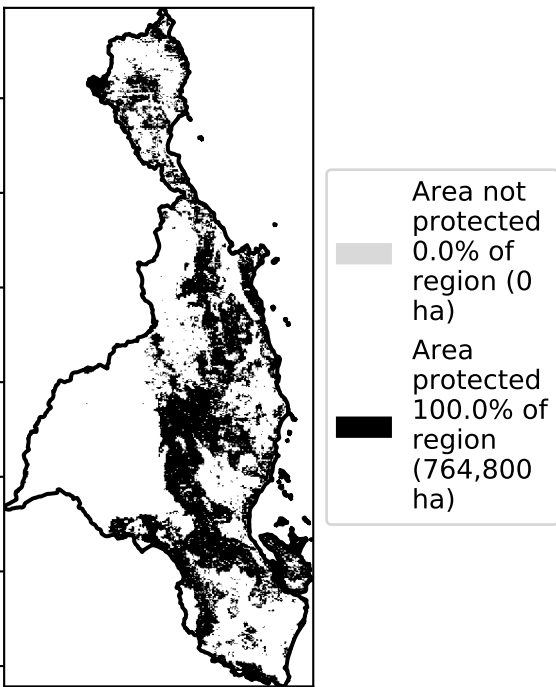 Area not
protected
0.0% of
region (0
ha)
Area
protected
100.0% of
region
(764,800
ha)